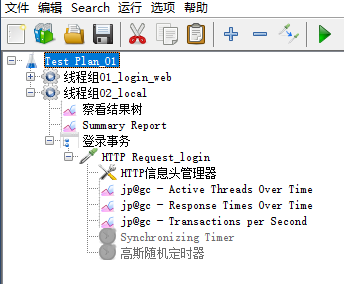 文件 编辑 Search 运行 选项 帮助
Test Plan_01
线程组01_login_web
线程组02_local
察看结果树
Summary Report
登录事务
HTTP Request_login
HTTP信息头管理器
jp@gc - Active Threads Over Time
jp@gc - Response Times Over Time
jp@gc - Transactions per Second
Synchronizing Timer
高斯随机定时器